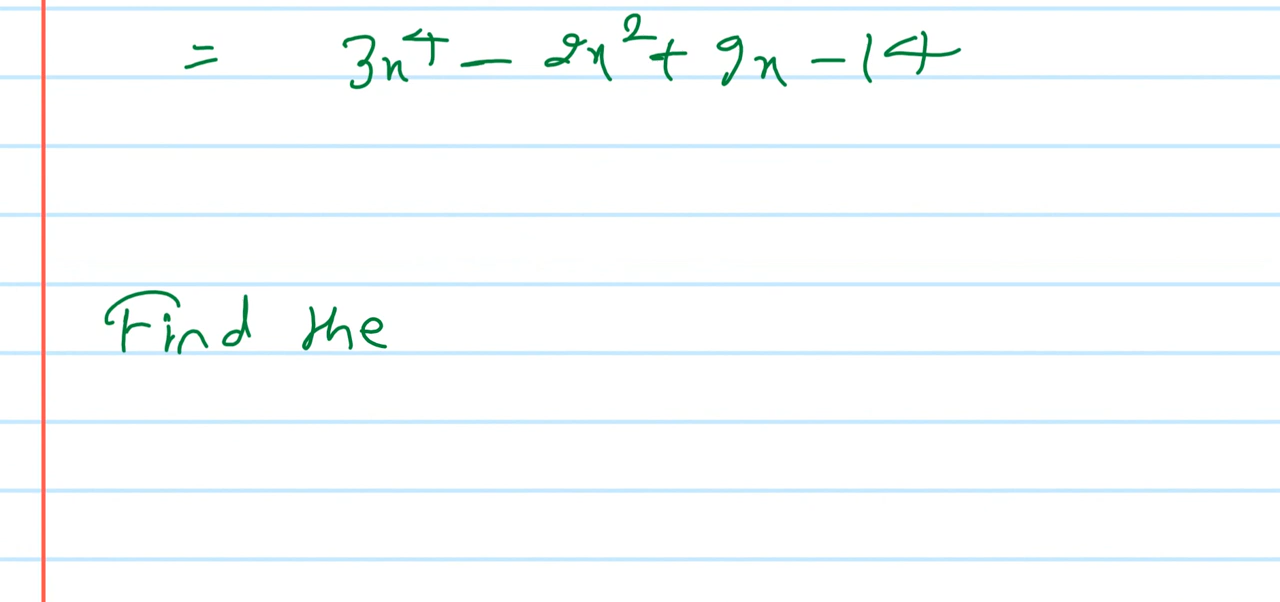 = 3x⁴ - 2x² + 9x - 14
Find the